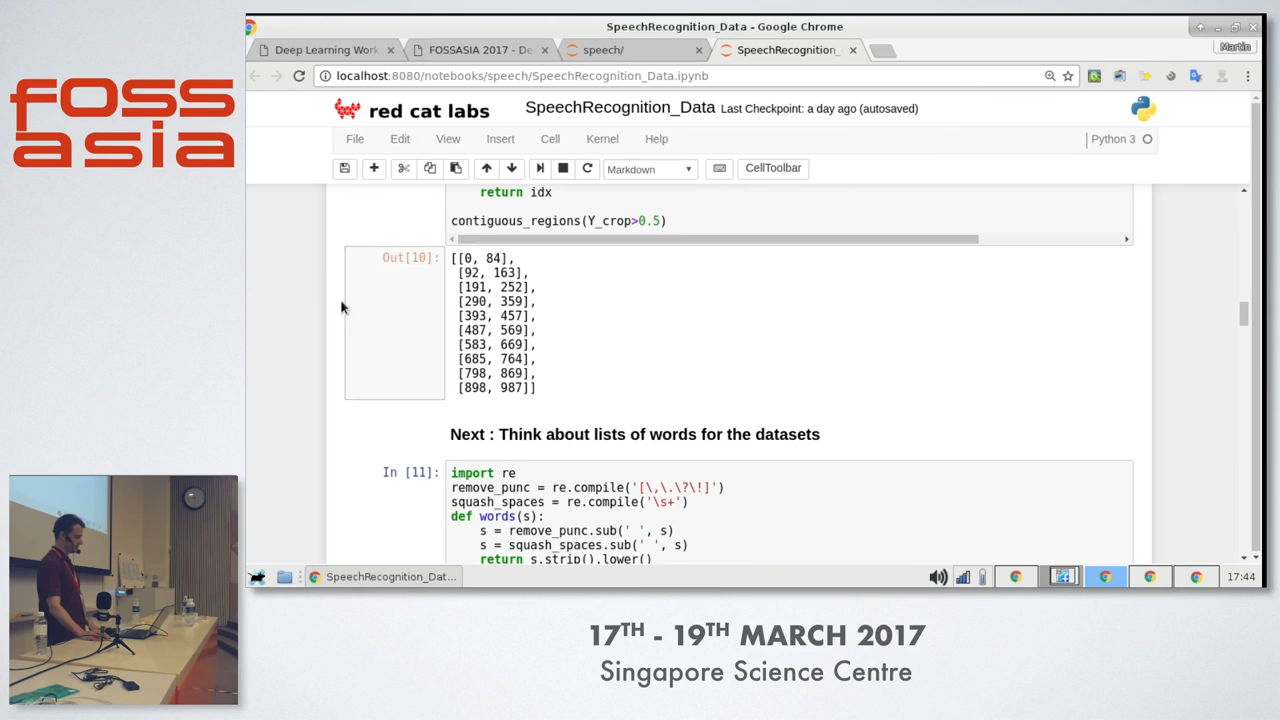 foss
asia
SpeechRecognition_Data - Google Chrome
Deep Learning Work
FOSSASIA 2017 - De
speech/
SpeechRecognition_
Martin
localhost:8080/notebooks/speech/SpeechRecognition_Data.ipynb
red cat labs
SpeechRecognition_Data Last Checkpoint: a day ago (autosaved)
File Edit View Insert Cell Kernel Help
Python 3
Markdown
CellToolbar
return idx
contiguous_regions(Y_crop>0.5)
Out[10]:
[[0, 84],
[92, 163],
[191, 252],
[290, 359],
[393, 457],
[487, 569],
[583, 669],
[685, 764],
[798, 869],
[898, 987]]
Next : Think about lists of words for the datasets
In [11]:
import re
remove_punc = re.compile('[\,\.\?\!]')
squash_spaces = re.compile('\s+')
def words(s):
s = remove_punc.sub(' ', s)
s = squash_spaces.sub(' ', s)
return s.strip().lower()
SpeechRecognition_Dat...
17:44
17TH - 19TH MARCH 2017
Singapore Science Centre